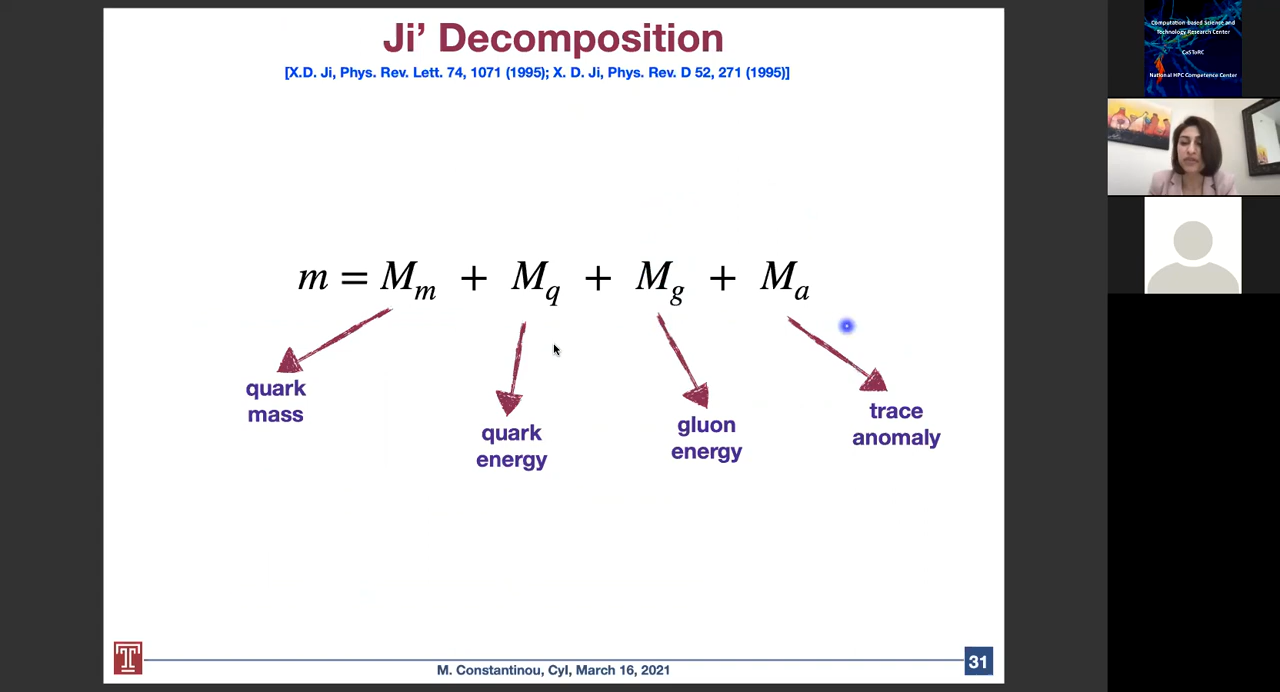 Ji’ Decomposition
[X.D. Ji, Phys. Rev. Lett. 74, 1071 (1995); X. D. Ji, Phys. Rev. D 52, 271 (1995)]
m = M_m + M_q + M_g + M_a
quark
mass
quark
energy
gluon
energy
trace
anomaly
T
M. Constantinou, CyI, March 16, 2021
31
Computation-based Science and
Technology Research Center
CaSToRC
National HPC Competence Center